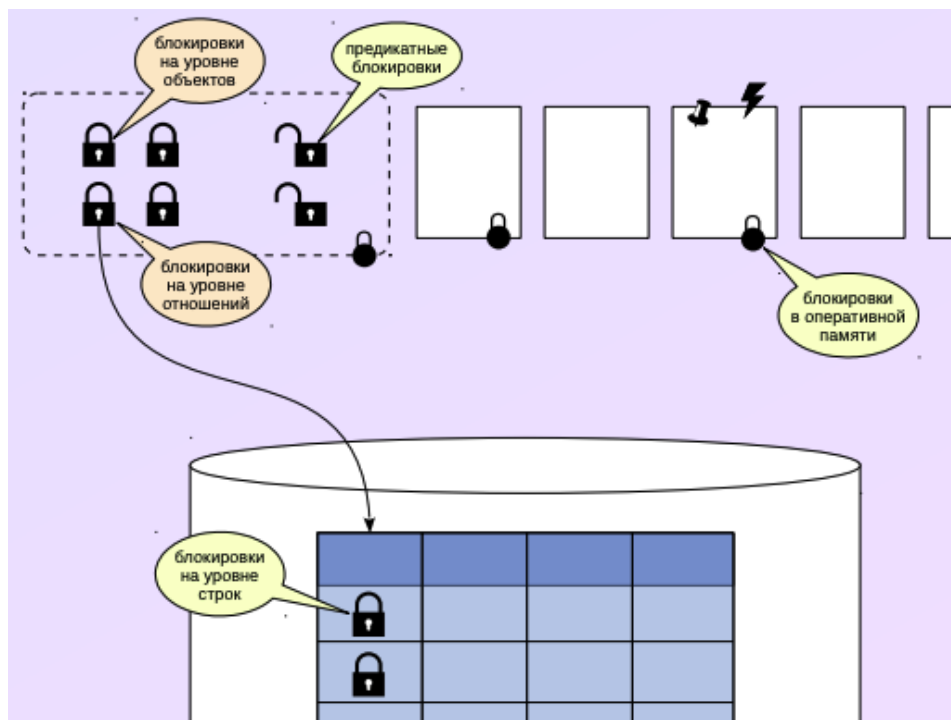 блокировки
на уровне
объектов
предикатные
блокировки
блокировки
на уровне
отношений
блокировки
в оперативной
памяти
блокировки
на уровне
строк